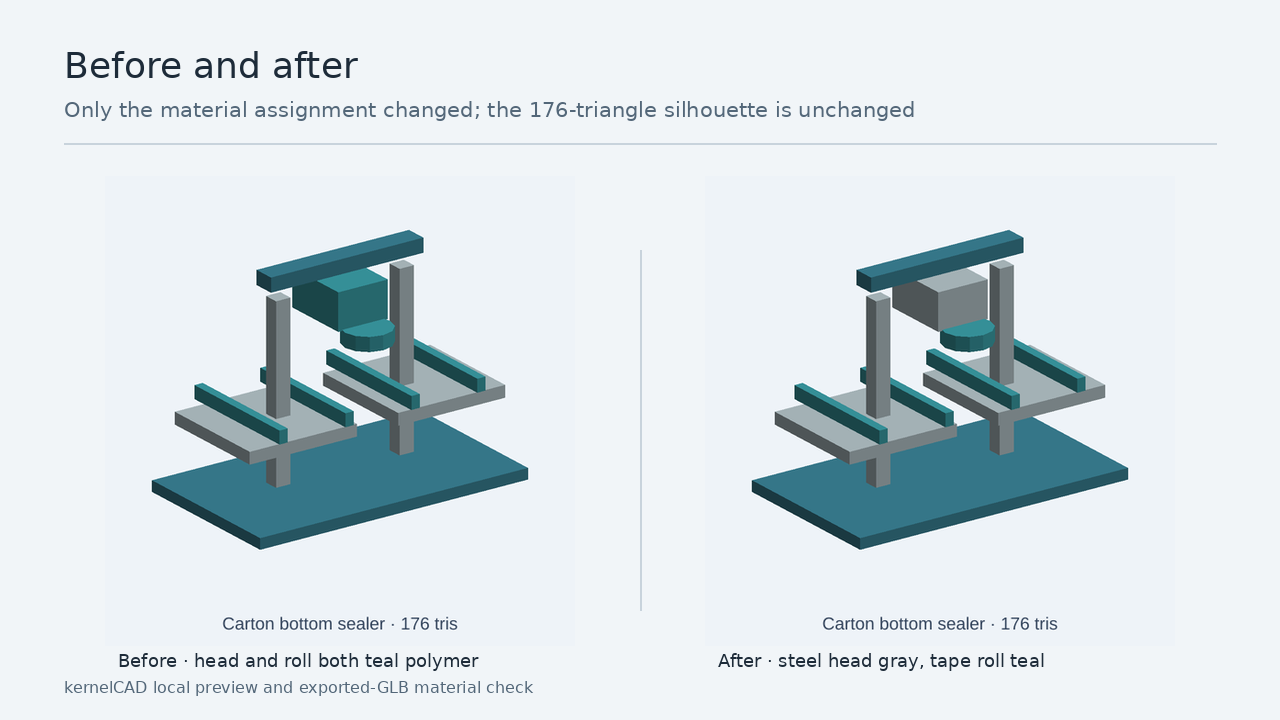 Before and after
Only the material assignment changed; the 176-triangle silhouette is unchanged
Carton bottom sealer · 176 tris
Before · head and roll both teal polymer
Carton bottom sealer · 176 tris
After · steel head gray, tape roll teal
kernelCAD local preview and exported-GLB material check